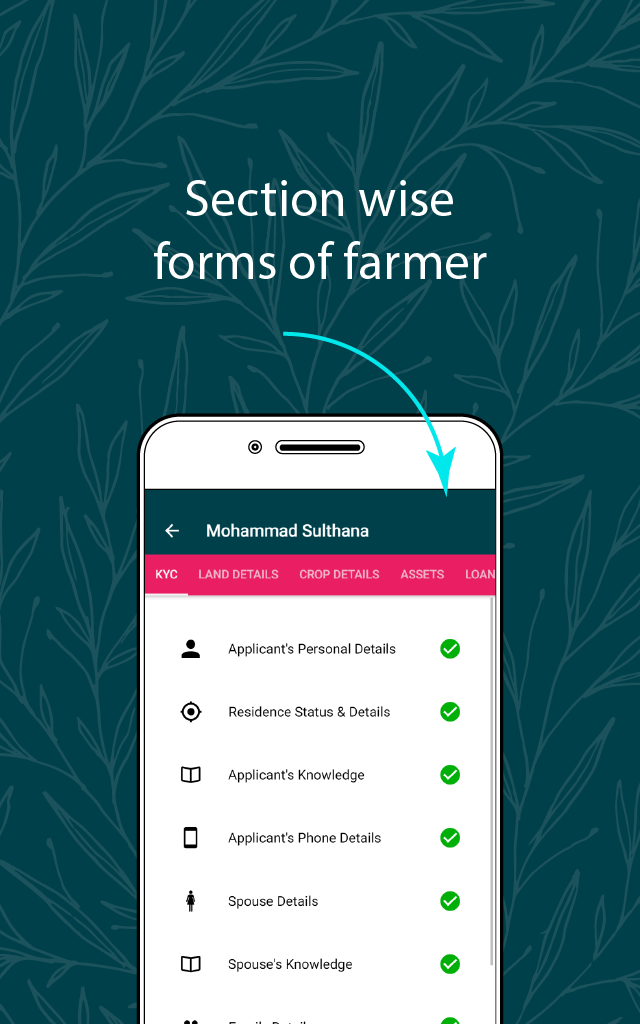 Section wise
forms of farmer
Mohammad Sulthana
KYC LAND DETAILS CROP DETAILS ASSETS LOAN
Applicant's Personal Details
Residence Status & Details
Applicant's Knowledge
Applicant's Phone Details
Spouse Details
Spouse's Knowledge